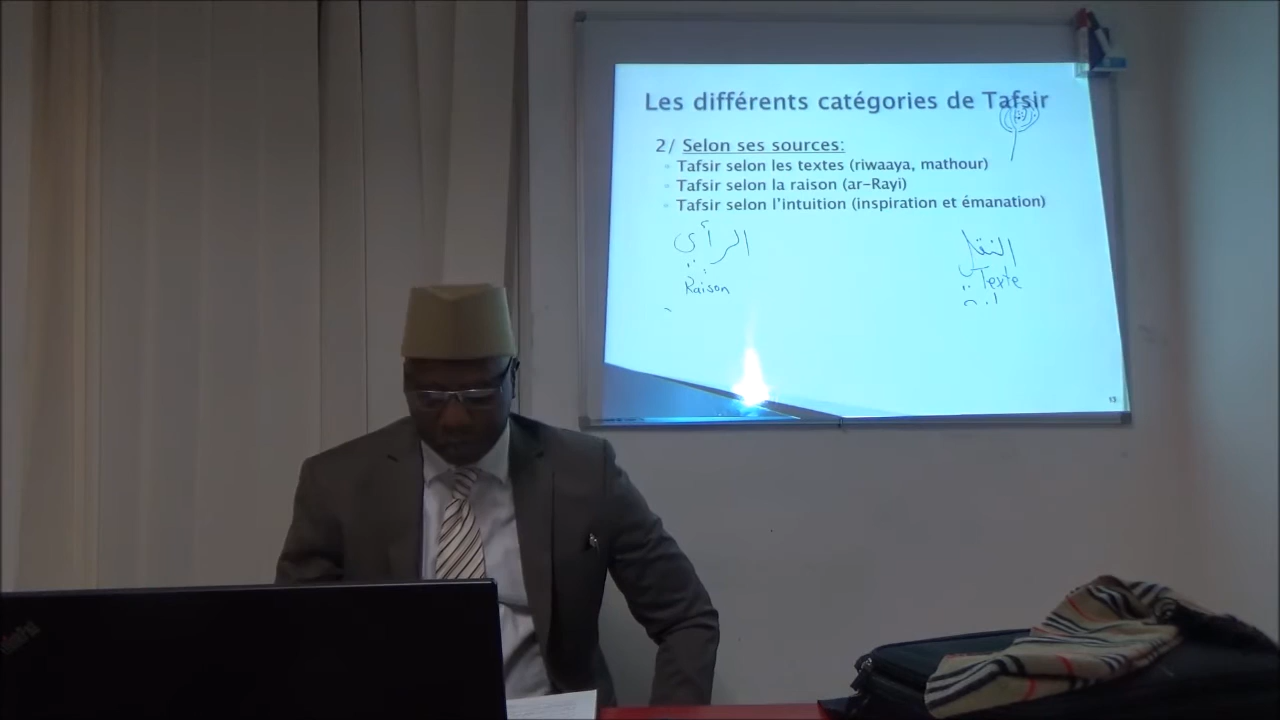 Les différents catégories de Tafsir
2/ Selon ses sources:
Tafsir selon les textes (riwaaya, mathour)
Tafsir selon la raison (ar-Rayi)
Tafsir selon l'intuition (inspiration et émanation)
الرأي
النقل
Raison
Texte
13